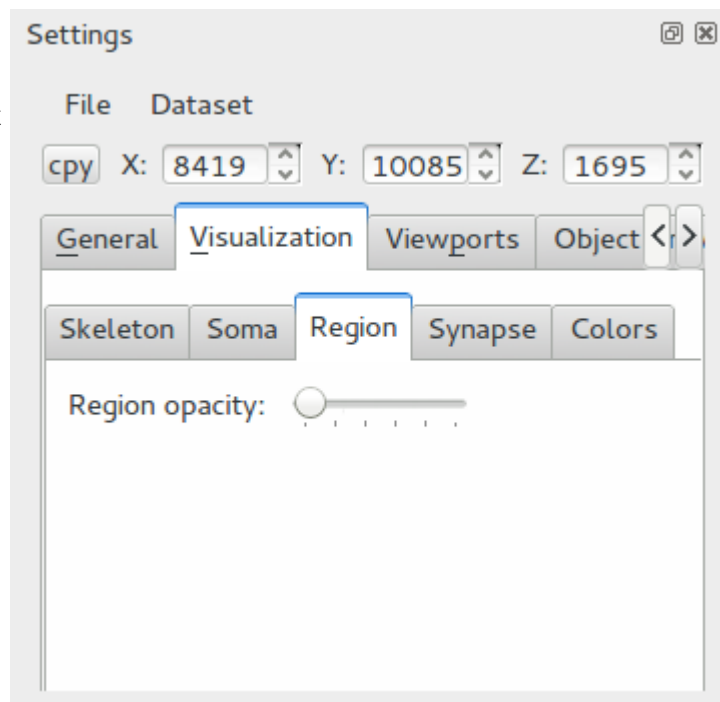 Settings
File Dataset
cpy X: 8419 Y: 10085 Z: 1695
General Visualization Viewports Object
Skeleton Soma Region Synapse Colors
Region opacity: